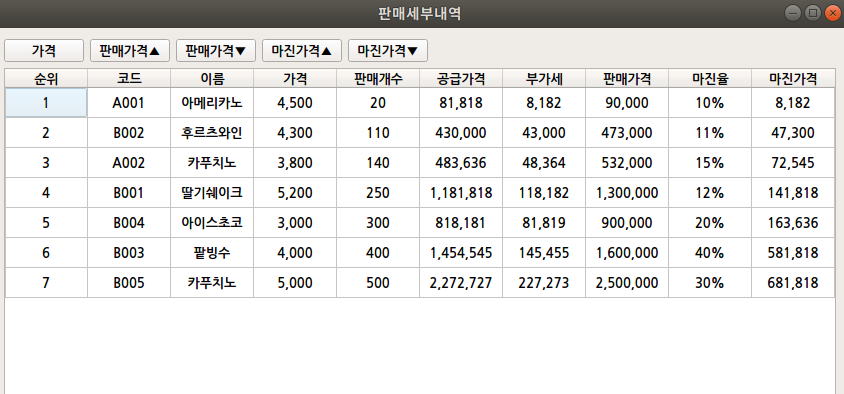 판매세부내역
가격 판매가격▲ 판매가격▼ 마진가격▲ 마진가격▼
순위 코드 이름 가격 판매개수 공급가격 부가세 판매가격 마진율 마진가격
1 A001 아메리카노 4,500 20 81,818 8,182 90,000 10% 8,182
2 B002 후르츠와인 4,300 110 430,000 43,000 473,000 11% 47,300
3 A002 카푸치노 3,800 140 483,636 48,364 532,000 15% 72,545
4 B001 딸기쉐이크 5,200 250 1,181,818 118,182 1,300,000 12% 141,818
5 B004 아이스초코 3,000 300 818,181 81,819 900,000 20% 163,636
6 B003 팥빙수 4,000 400 1,454,545 145,455 1,600,000 40% 581,818
7 B005 카푸치노 5,000 500 2,272,727 227,273 2,500,000 30% 681,818